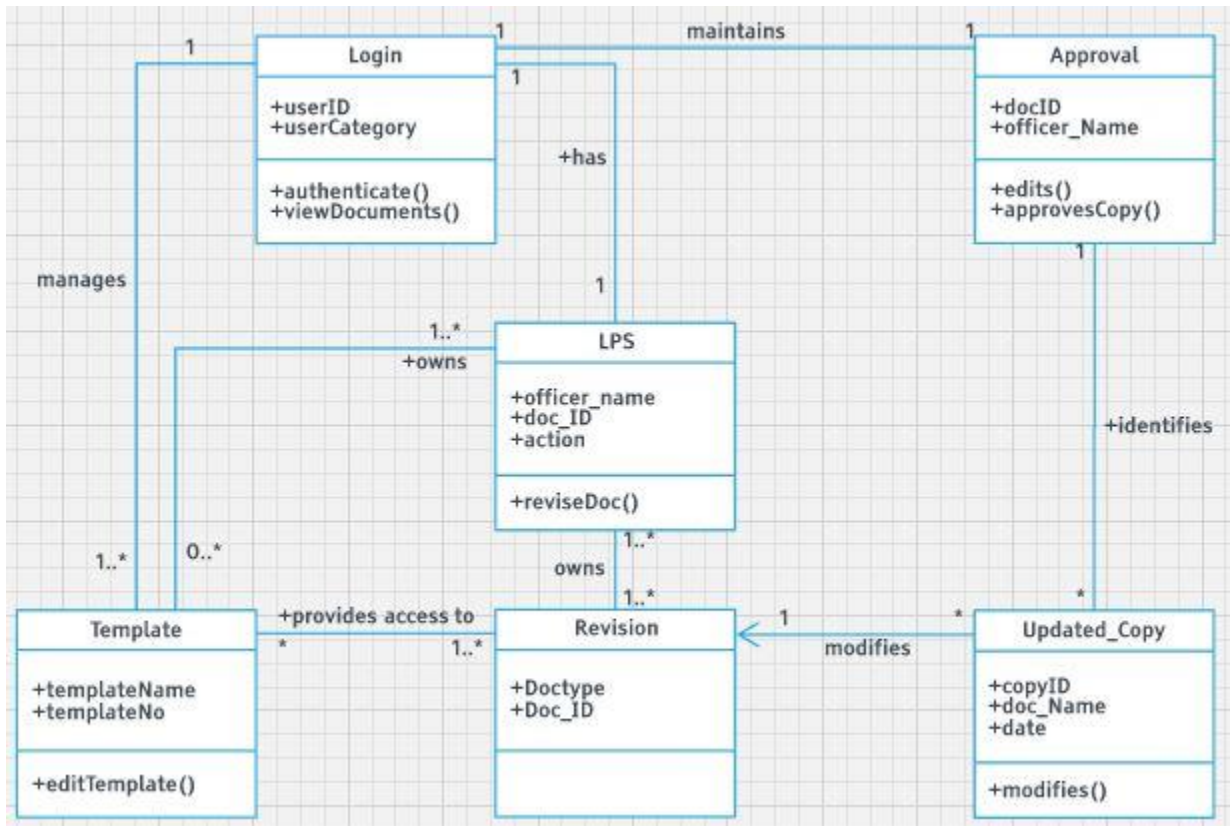 1
Login
+userID
+userCategory
+authenticate()
+viewDocuments()
1
maintains
1
Approval
+docID
+officer_Name
+edits()
+approvesCopy()
1
+has
1
manages
1..*
+owns
LPS
+officer_name
+doc_ID
+action
+reviseDoc()
1
+identifies
*
1..*
0..*
1..*
owns
1..*
Template
+templateName
+templateNo
+editTemplate()
+provides access to
*
1..*
Revision
+Doctype
+Doc_ID
1
*
modifies
Updated_Copy
+copyID
+doc_Name
+date
+modifies()